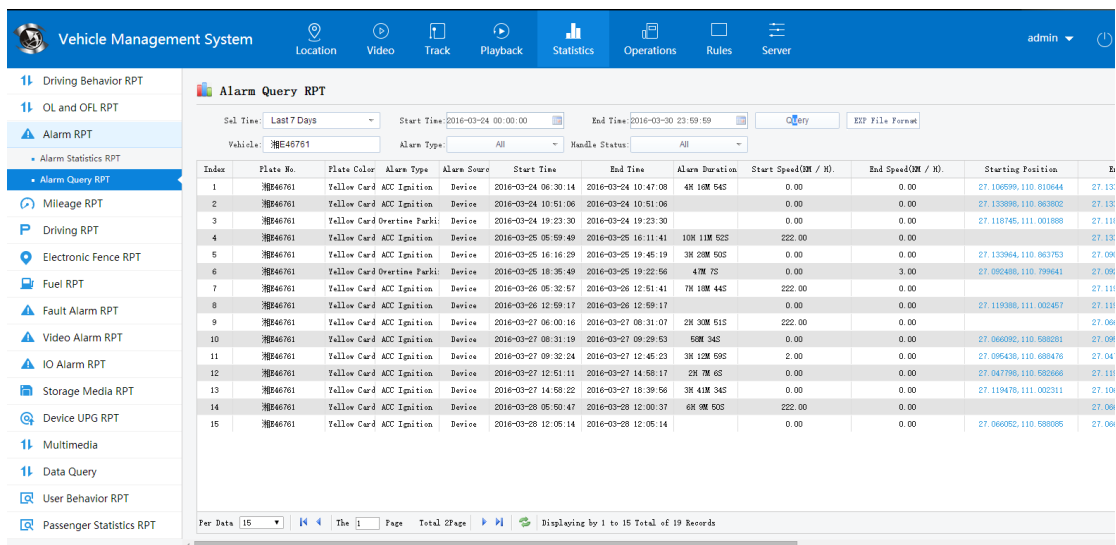 Vehicle Management System
Location Video Track Playback Statistics Operations Rules Server
admin
Driving Behavior RPT
OL and OFL RPT
Alarm RPT
Alarm Statistics RPT
Alarm Query RPT
Mileage RPT
Driving RPT
Electronic Fence RPT
Fuel RPT
Fault Alarm RPT
Video Alarm RPT
IO Alarm RPT
Storage Media RPT
Device UPG RPT
Multimedia
Data Query
User Behavior RPT
Passenger Statistics RPT
Alarm Query RPT
Sel Time: Last 7 Days Start Time: 2016-03-24 00:00:00 End Time: 2016-03-30 23:59:59 Query EXP File Format
Vehicle: 湘E46761 Alarm Type: All Handle Status: All
Index Plate No. Plate Color Alarm Type Alarm Sourc Start Time End Time Alarm Duration Start Speed(KM / H). End Speed(KM / H). Starting Position
1 湘E46761 Yellow Card ACC Ignition Device 2016-03-24 06:30:14 2016-03-24 10:47:08 4H 16M 54S 0.00 0.00 27.106599,110.810644 27.13
2 湘E46761 Yellow Card ACC Ignition Device 2016-03-24 10:51:06 2016-03-24 10:51:06 0.00 0.00 27.133898,110.863802 27.13
3 湘E46761 Yellow Card Overtine Parki: Device 2016-03-24 19:23:30 2016-03-24 19:23:30 0.00 0.00 27.118745,111.001888 27.11
4 湘E46761 Yellow Card ACC Ignition Device 2016-03-25 05:59:49 2016-03-25 16:11:41 10H 11M 52S 222.00 0.00 27.13
5 湘E46761 Yellow Card ACC Ignition Device 2016-03-25 16:16:29 2016-03-25 19:45:19 3H 28M 50S 0.00 0.00 27.133964,110.863753 27.09
6 湘E46761 Yellow Card Overtine Parki: Device 2016-03-25 18:35:49 2016-03-25 19:22:56 47M 7S 0.00 3.00 27.092488,110.799641 27.09
7 湘E46761 Yellow Card ACC Ignition Device 2016-03-26 05:32:57 2016-03-26 12:51:41 7H 18M 44S 222.00 0.00 27.11
8 湘E46761 Yellow Card ACC Ignition Device 2016-03-26 12:59:17 2016-03-26 12:59:17 0.00 0.00 27.119388,111.002457 27.11
9 湘E46761 Yellow Card ACC Ignition Device 2016-03-27 06:00:16 2016-03-27 08:31:07 2H 30M 51S 222.00 0.00 27.06
10 湘E46761 Yellow Card ACC Ignition Device 2016-03-27 08:31:19 2016-03-27 09:29:53 58M 34S 0.00 0.00 27.066092,110.588281 27.09
11 湘E46761 Yellow Card ACC Ignition Device 2016-03-27 09:32:24 2016-03-27 12:45:23 3H 12M 59S 2.00 0.00 27.095438,110.688476 27.04
12 湘E46761 Yellow Card ACC Ignition Device 2016-03-27 12:51:11 2016-03-27 14:58:17 2H 7M 6S 0.00 0.00 27.047798,110.582666 27.11
13 湘E46761 Yellow Card ACC Ignition Device 2016-03-27 14:58:22 2016-03-27 18:39:56 3H 41M 34S 0.00 0.00 27.119478,111.002311 27.10
14 湘E46761 Yellow Card ACC Ignition Device 2016-03-28 05:50:47 2016-03-28 12:00:37 6H 9M 50S 222.00 0.00 27.06
15 湘E46761 Yellow Card ACC Ignition Device 2016-03-28 12:05:14 2016-03-28 12:05:14 0.00 0.00 27.066052,110.588085 27.06
Per Data 15 The 1 Page Total 2Page Displaying by 1 to 15 Total of 19 Records